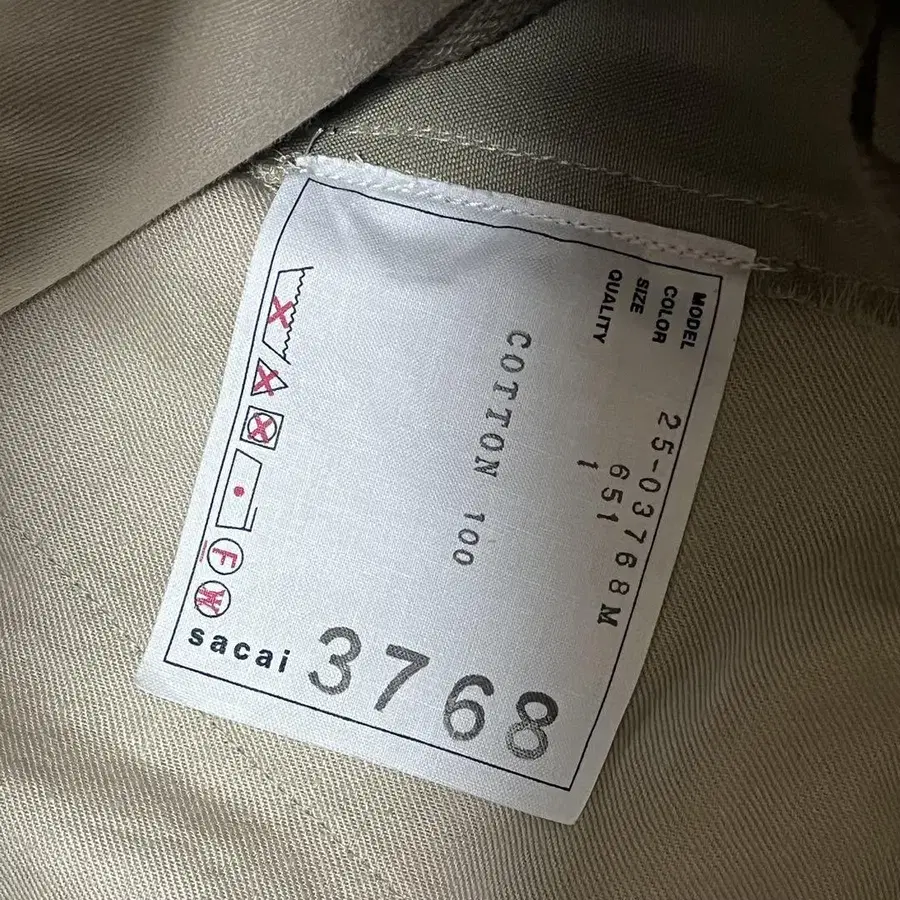 MODEL 25-03768M
COLOR 651
SIZE 1
QUALITY
COTTON 100
F
W
sacai 3768